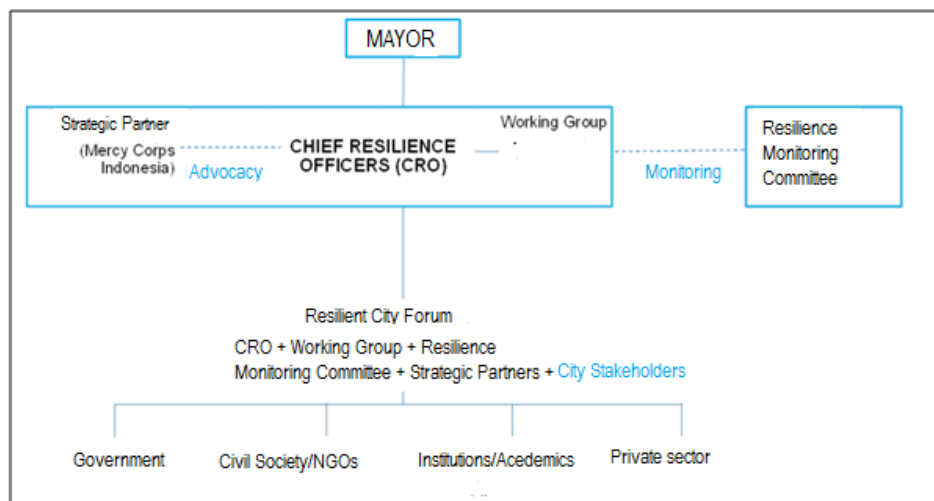 MAYOR
Strategic Partner
(Mercy Corps
Indonesia)
Advocacy
CHIEF RESILIENCE
OFFICERS (CRO)
Working Group
Monitoring
Resilience
Monitoring
Committee
Resilient City Forum
CRO + Working Group + Resilience
Monitoring Committee + Strategic Partners + City Stakeholders
Government
Civil Society/NGOs
Institutions/Acedemics
Private sector